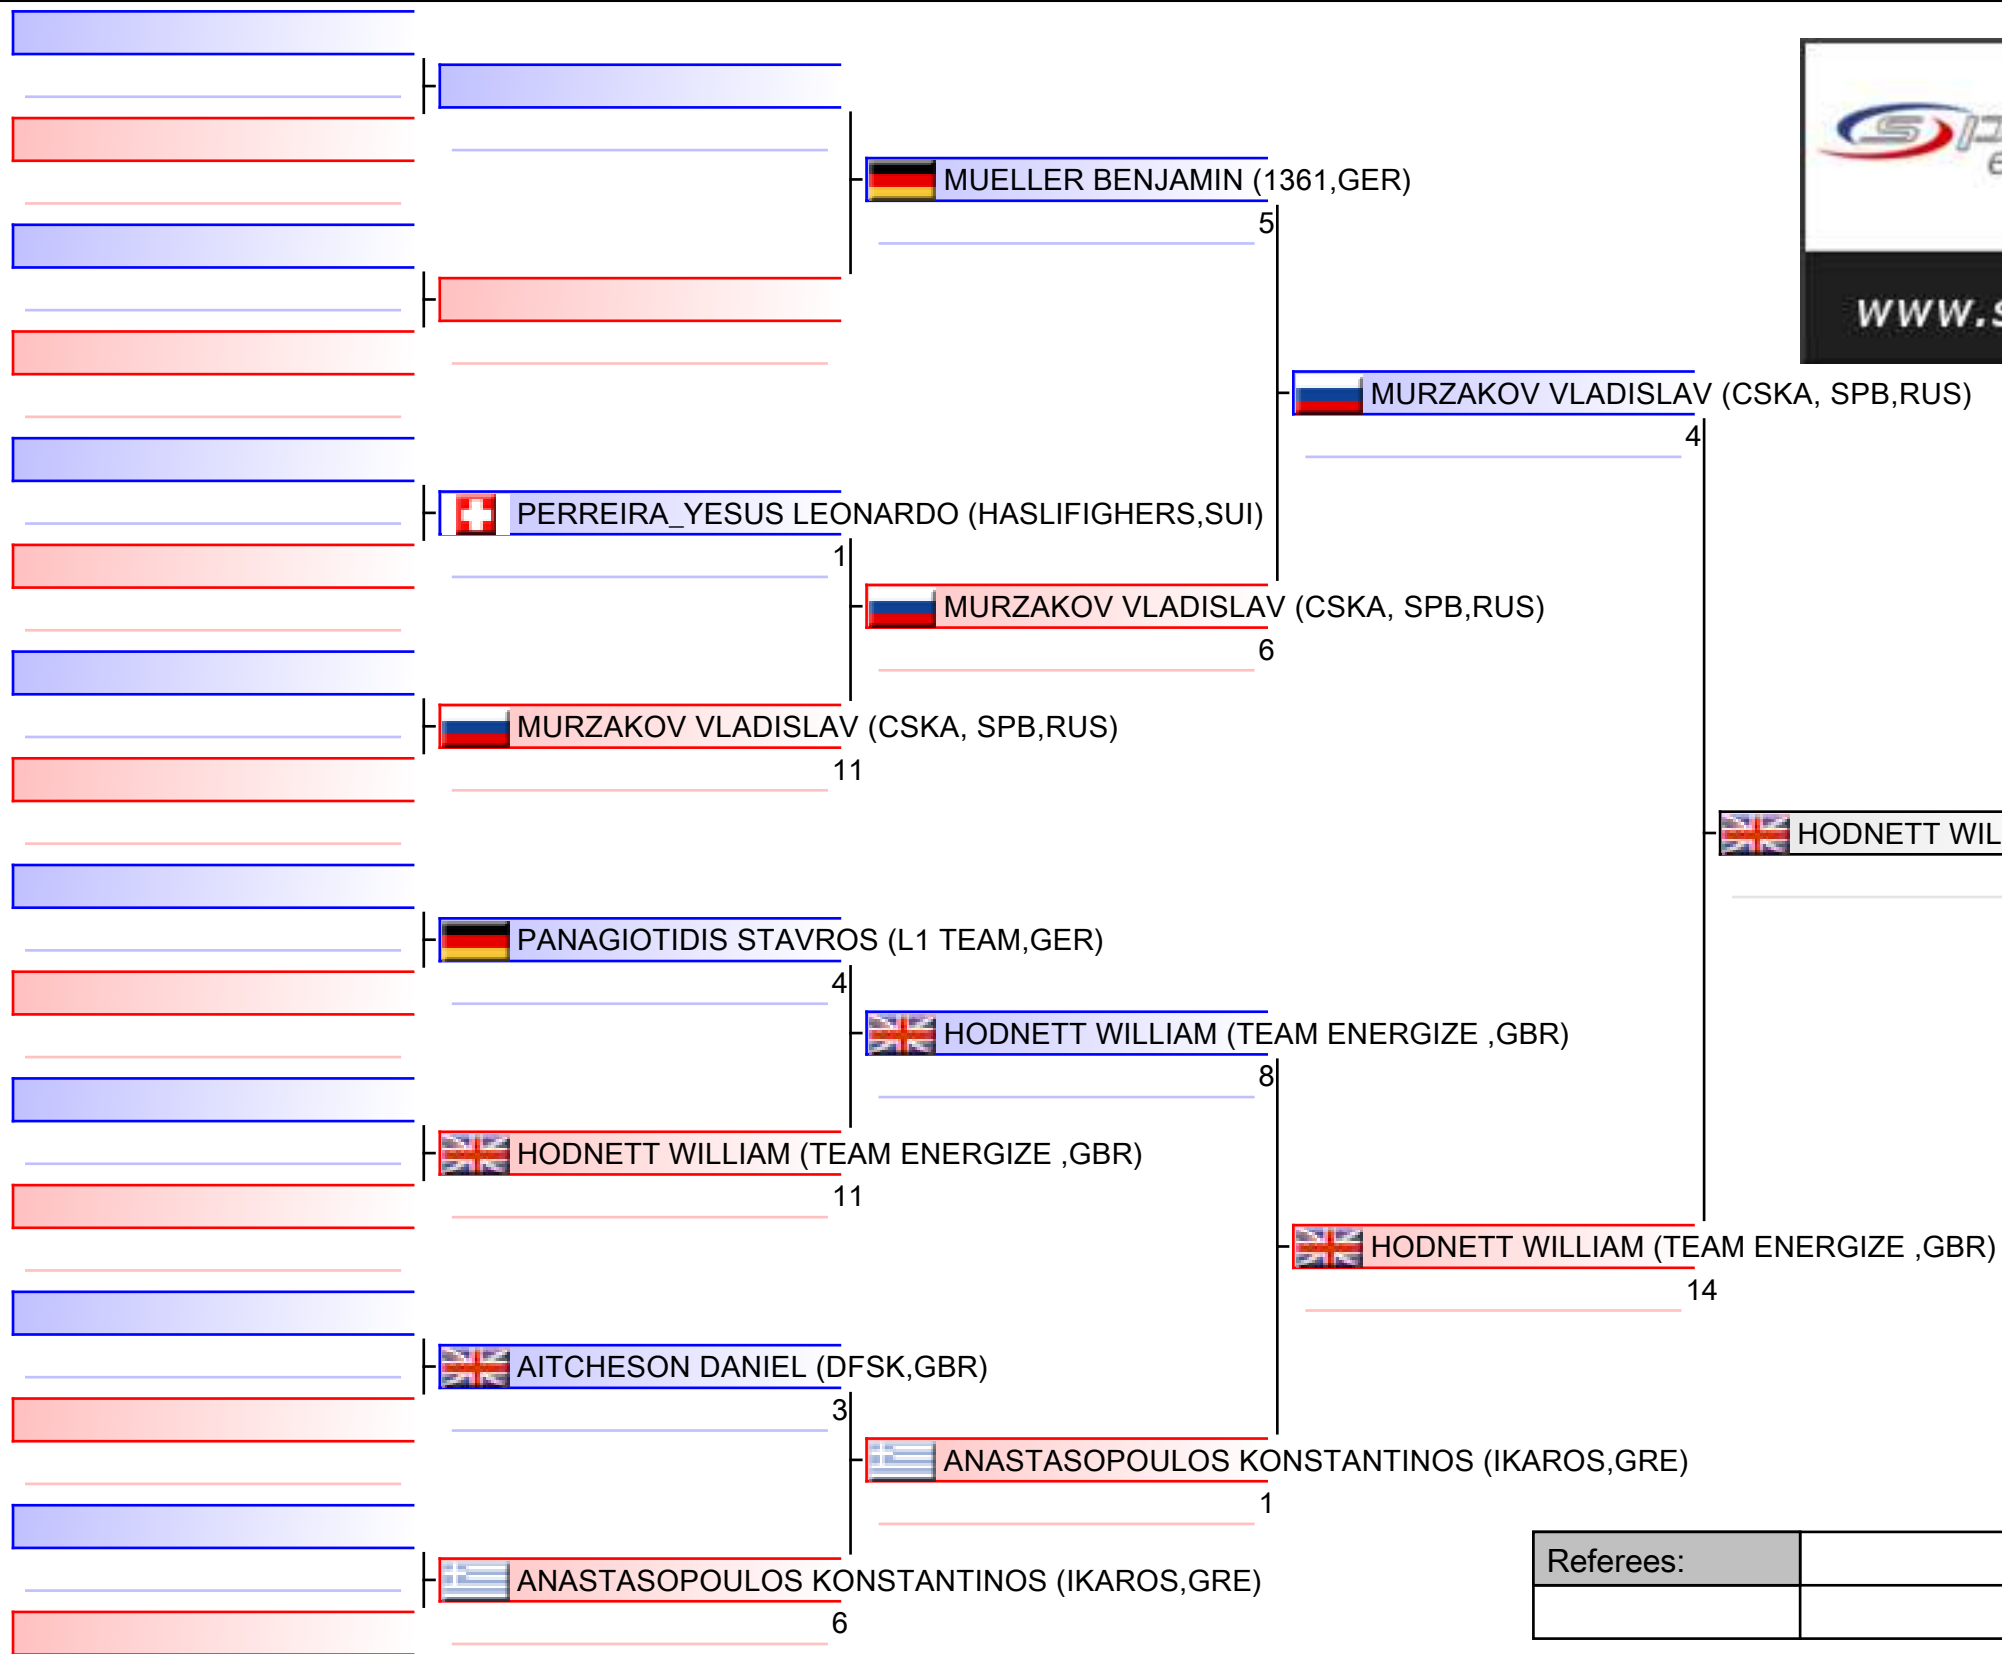 MUELLER BENJAMIN (1361,GER)
5
www.s
MURZAKOV VLADISLAV (CSKA, SPB,RUS)
4
PERREIRA_YESUS LEONARDO (HASLIFIGHERS,SUI)
1
MURZAKOV VLADISLAV (CSKA, SPB,RUS)
6
MURZAKOV VLADISLAV (CSKA, SPB,RUS)
11
HODNETT WIL
PANAGIOTIDIS STAVROS (L1 TEAM,GER)
4
HODNETT WILLIAM (TEAM ENERGIZE ,GBR)
8
HODNETT WILLIAM (TEAM ENERGIZE ,GBR)
11
HODNETT WILLIAM (TEAM ENERGIZE ,GBR)
14
AITCHESON DANIEL (DFSK,GBR)
3
ANASTASOPOULOS KONSTANTINOS (IKAROS,GRE)
1
Referees:
ANASTASOPOULOS KONSTANTINOS (IKAROS,GRE)
6